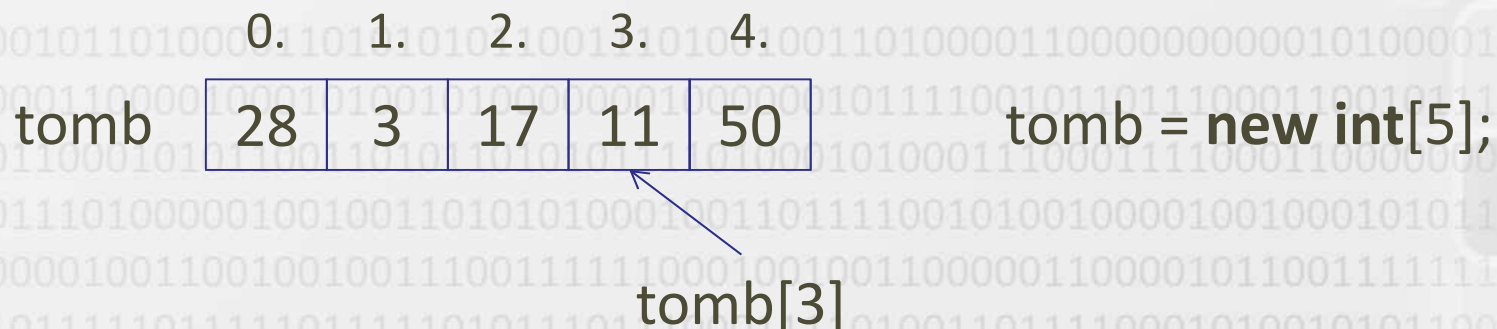 0. 1. 2. 3. 4.
tomb 28 3 17 11 50 tomb = new int[5];
tomb[3]